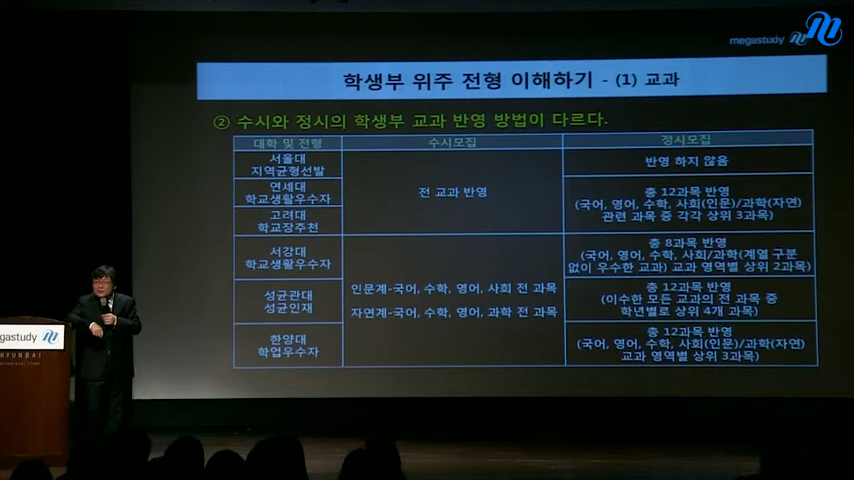 megastudy
학생부 위주 전형 이해하기 - (1) 교과
② 수시와 정시의 학생부 교과 반영 방법이 다르다.
대학 및 전형 수시모집 정시모집
서울대
지역균형선발
전 교과 반영
반영 하지 않음
연세대
학교생활우수자
고려대
학교장추천
총 12과목 반영
(국어, 영어, 수학, 사회(인문)/과학(자연)
관련 과목 중 각각 상위 3과목)
서강대
학교생활우수자
인문계-국어, 수학, 영어, 사회 전 과목
자연계-국어, 수학, 영어, 과학 전 과목
총 8과목 반영
(국어, 영어, 수학, 사회/과학(계열 구분
없이 우수한 교과) 교과 영역별 상위 2과목)
성균관대
성균인재
총 12과목 반영
(이수한 모든 교과의 전 과목 중
학년별로 상위 4개 과목)
한양대
학업우수자
총 12과목 반영
(국어, 영어, 수학, 사회(인문)/과학(자연)
교과 영역별 상위 3과목)
gastudy
HYUNDAI